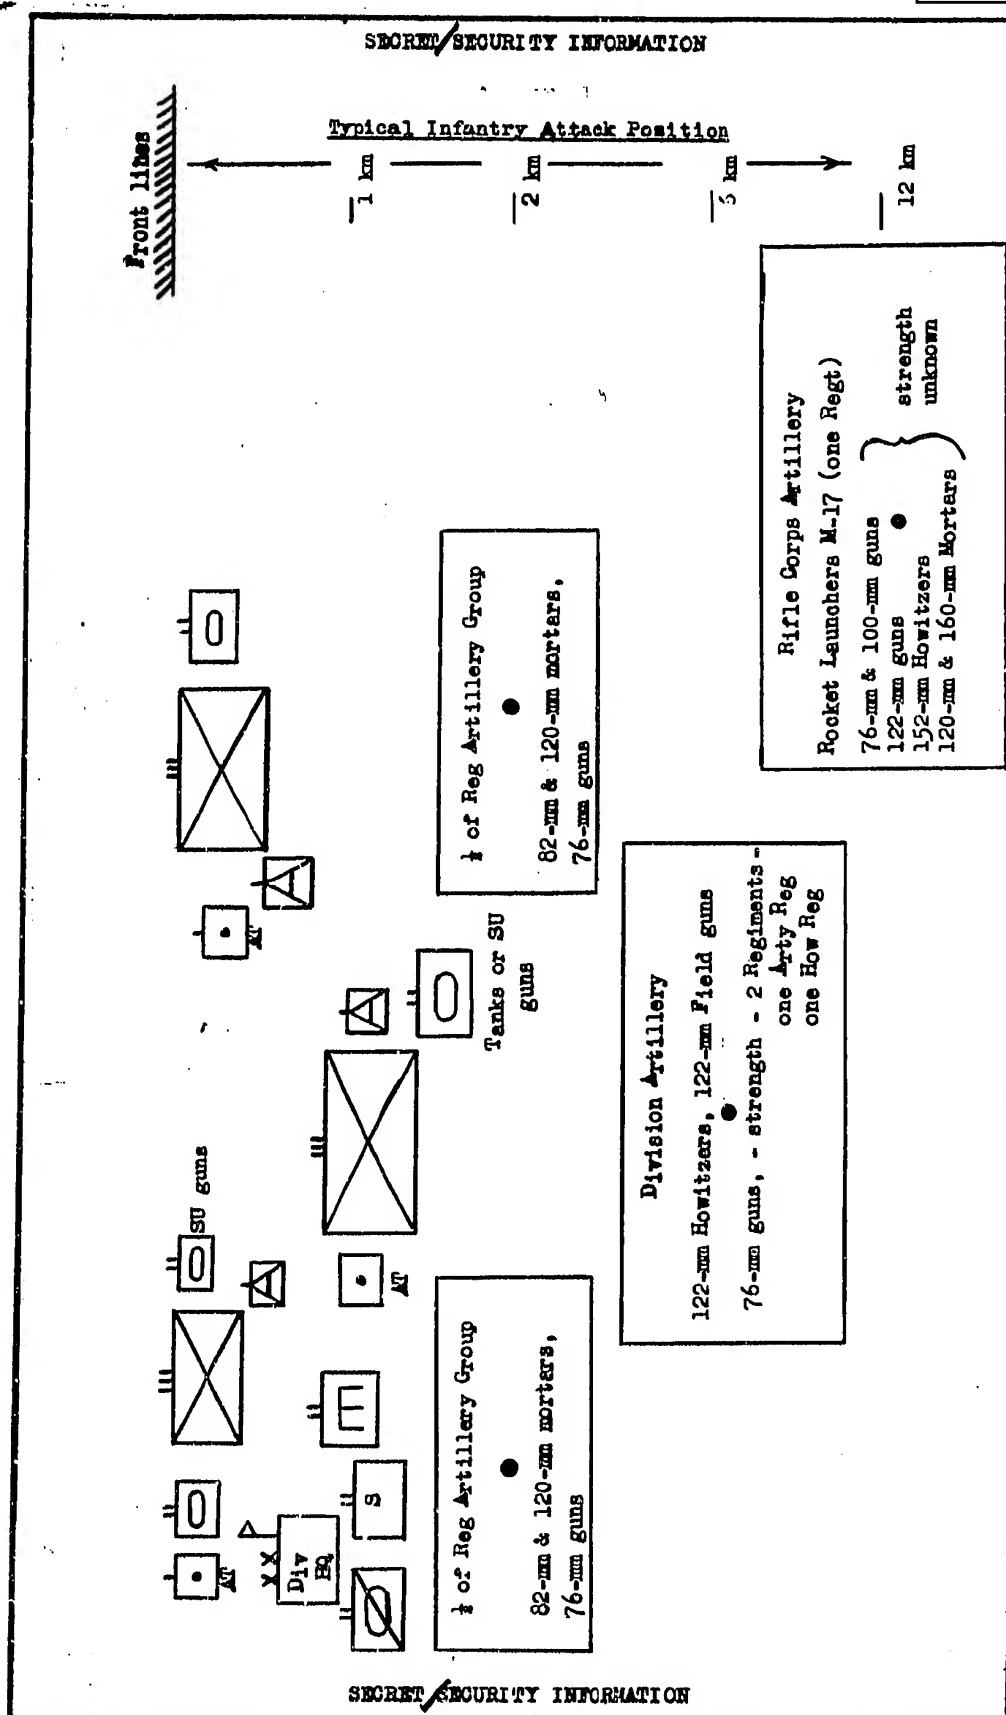 SECRET/SECURITY INFORMATION
Typical Infantry Attack Position
Front lines
1 km
2 km
5 km
12 km
SU guns
AT
AT
AT
Div
HQ
S
E
Tanks or SU
guns
½ of Reg Artillery Group
82-mm & 120-mm mortars,
76-mm guns
½ of Reg Artillery Group
82-mm & 120-mm mortars,
76-mm guns
Division Artillery
122-mm Howitzers, 122-mm Field guns
76-mm guns, - strength - 2 Regiments -
one Arty Reg
one How Reg
Rifle Corps Artillery
Rocket Launchers M-17 (one Regt)
76-mm & 100-mm guns
122-mm guns
152-mm Howitzers
120-mm & 160-mm Mortars
strength
unknown
SECRET/SECURITY INFORMATION